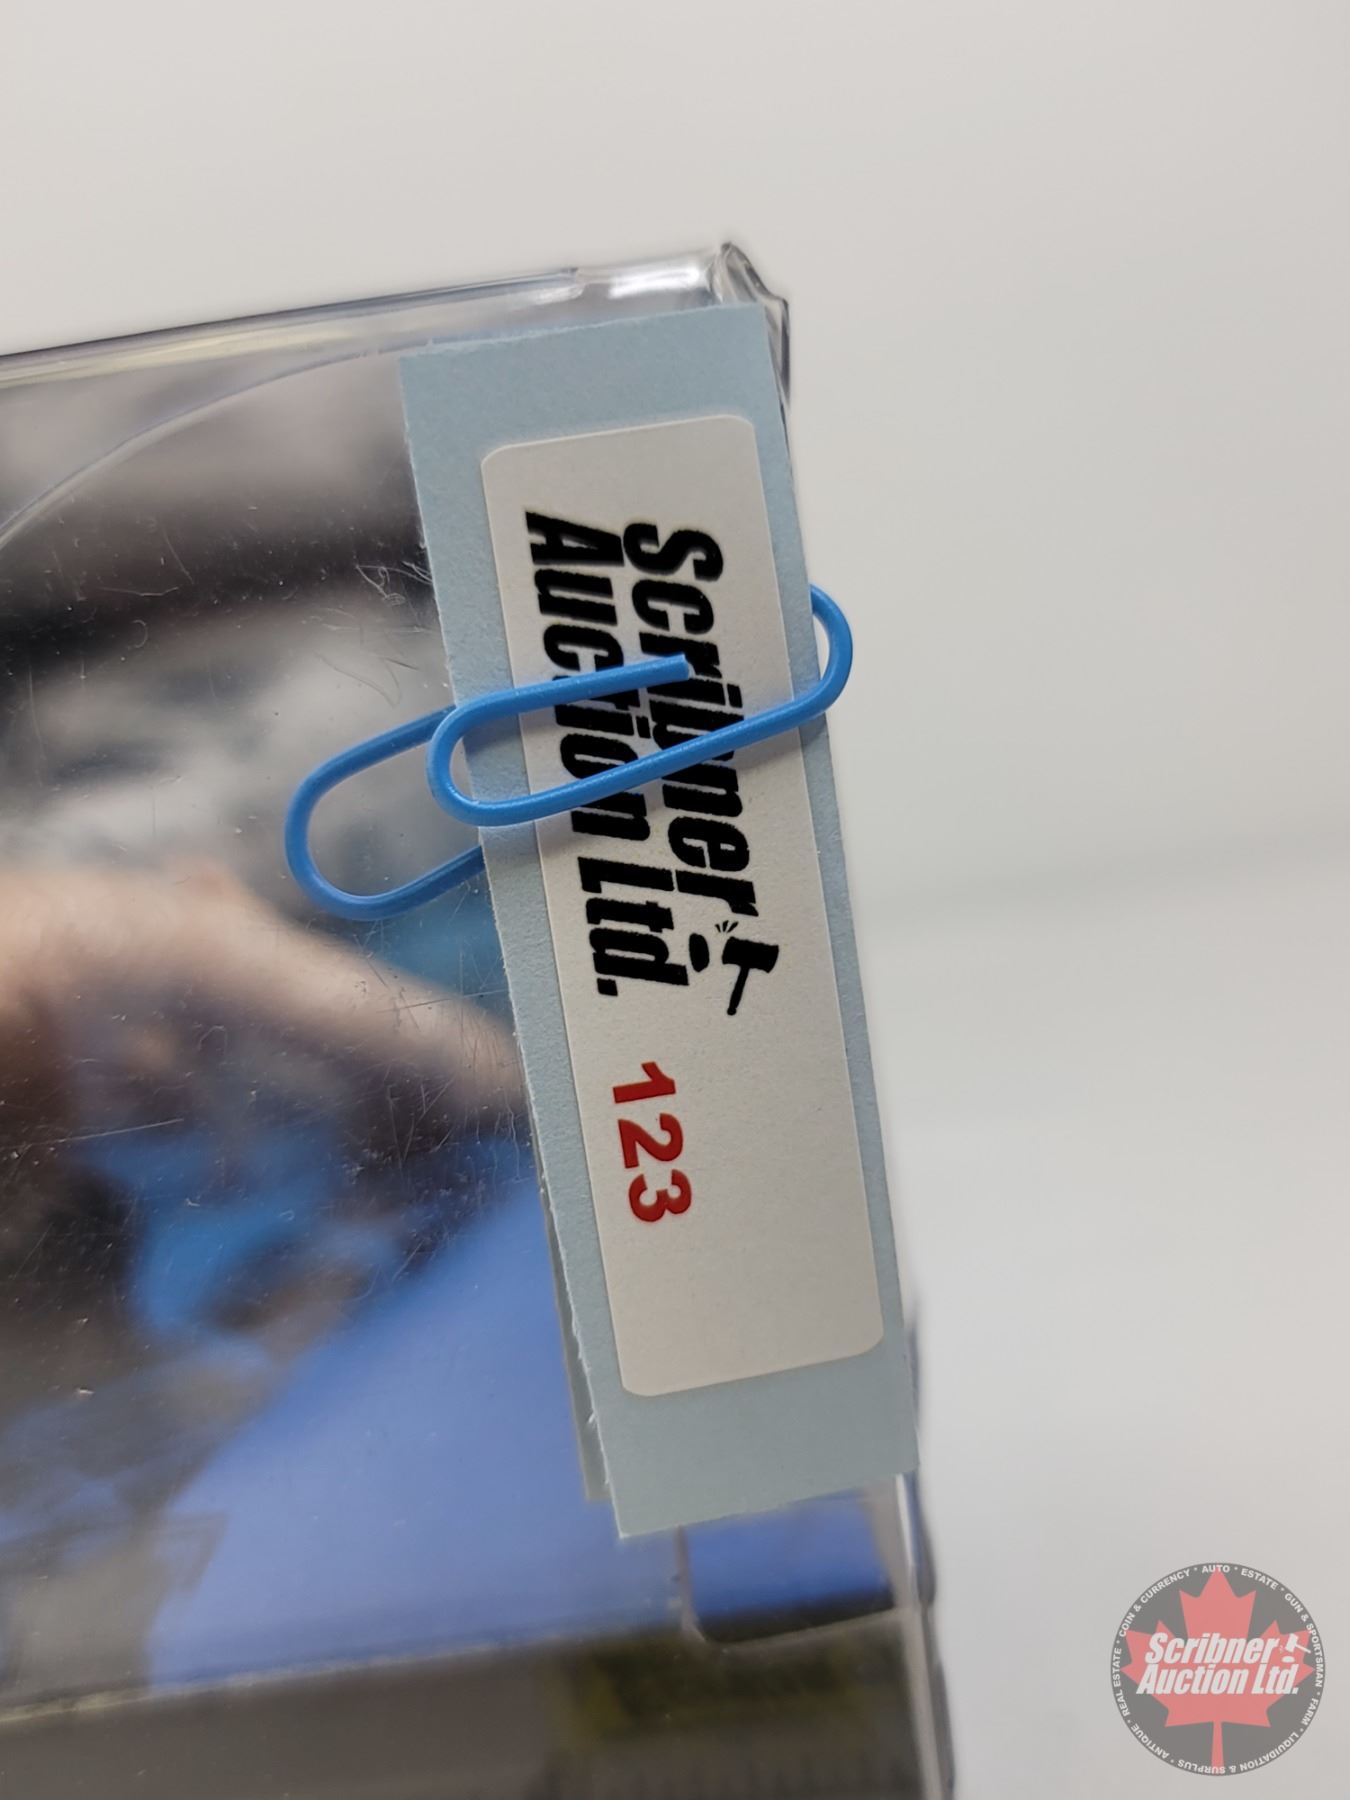 Scribner
Auction Ltd.
123
COIN & CURRENCY · AUTO · ESTATE · GUN & SPORTSMAN · FARM · LIQUIDATION & SURPLUS · ANTIQUE · REAL ESTATE ·
Scribner
Auction Ltd.